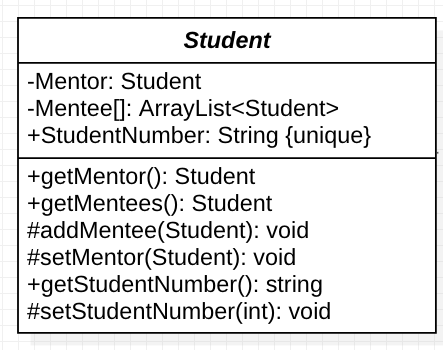 Student
-Mentor: Student
-Mentee[]: ArrayList<Student>
+StudentNumber: String {unique}
+getMentor(): Student
+getMentees(): Student
#addMentee(Student): void
#setMentor(Student): void
+getStudentNumber(): string
#setStudentNumber(int): void